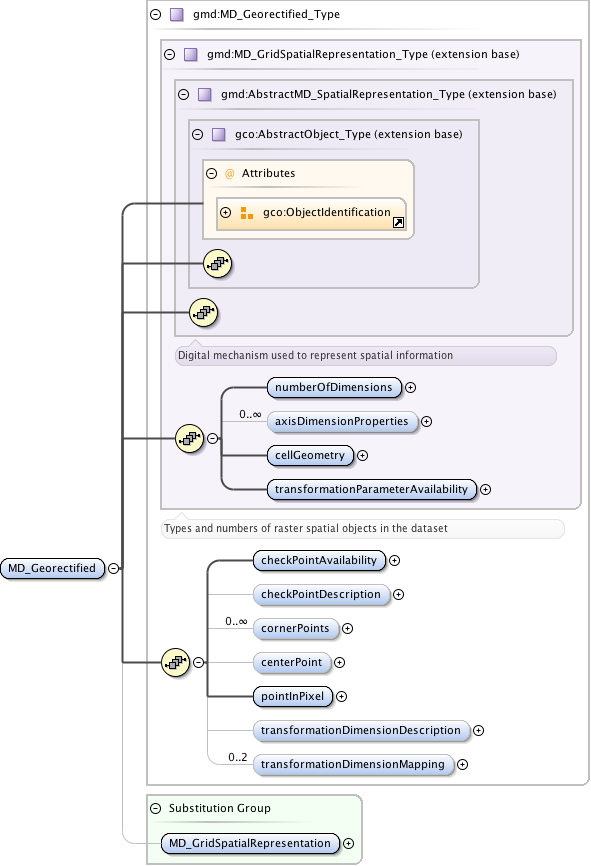 gmd:MD_Georectified_Type
gmd:MD_GridSpatialRepresentation_Type (extension base)
gmd:AbstractMD_SpatialRepresentation_Type (extension base)
gco:AbstractObject_Type (extension base)
@ Attributes
gco:ObjectIdentification
Digital mechanism used to represent spatial information
numberOfDimensions
0..∞
axisDimensionProperties
cellGeometry
transformationParameterAvailability
Types and numbers of raster spatial objects in the dataset
MD_Georectified
checkPointAvailability
checkPointDescription
0..∞
cornerPoints
centerPoint
pointInPixel
transformationDimensionDescription
0..2
transformationDimensionMapping
Substitution Group
MD_GridSpatialRepresentation